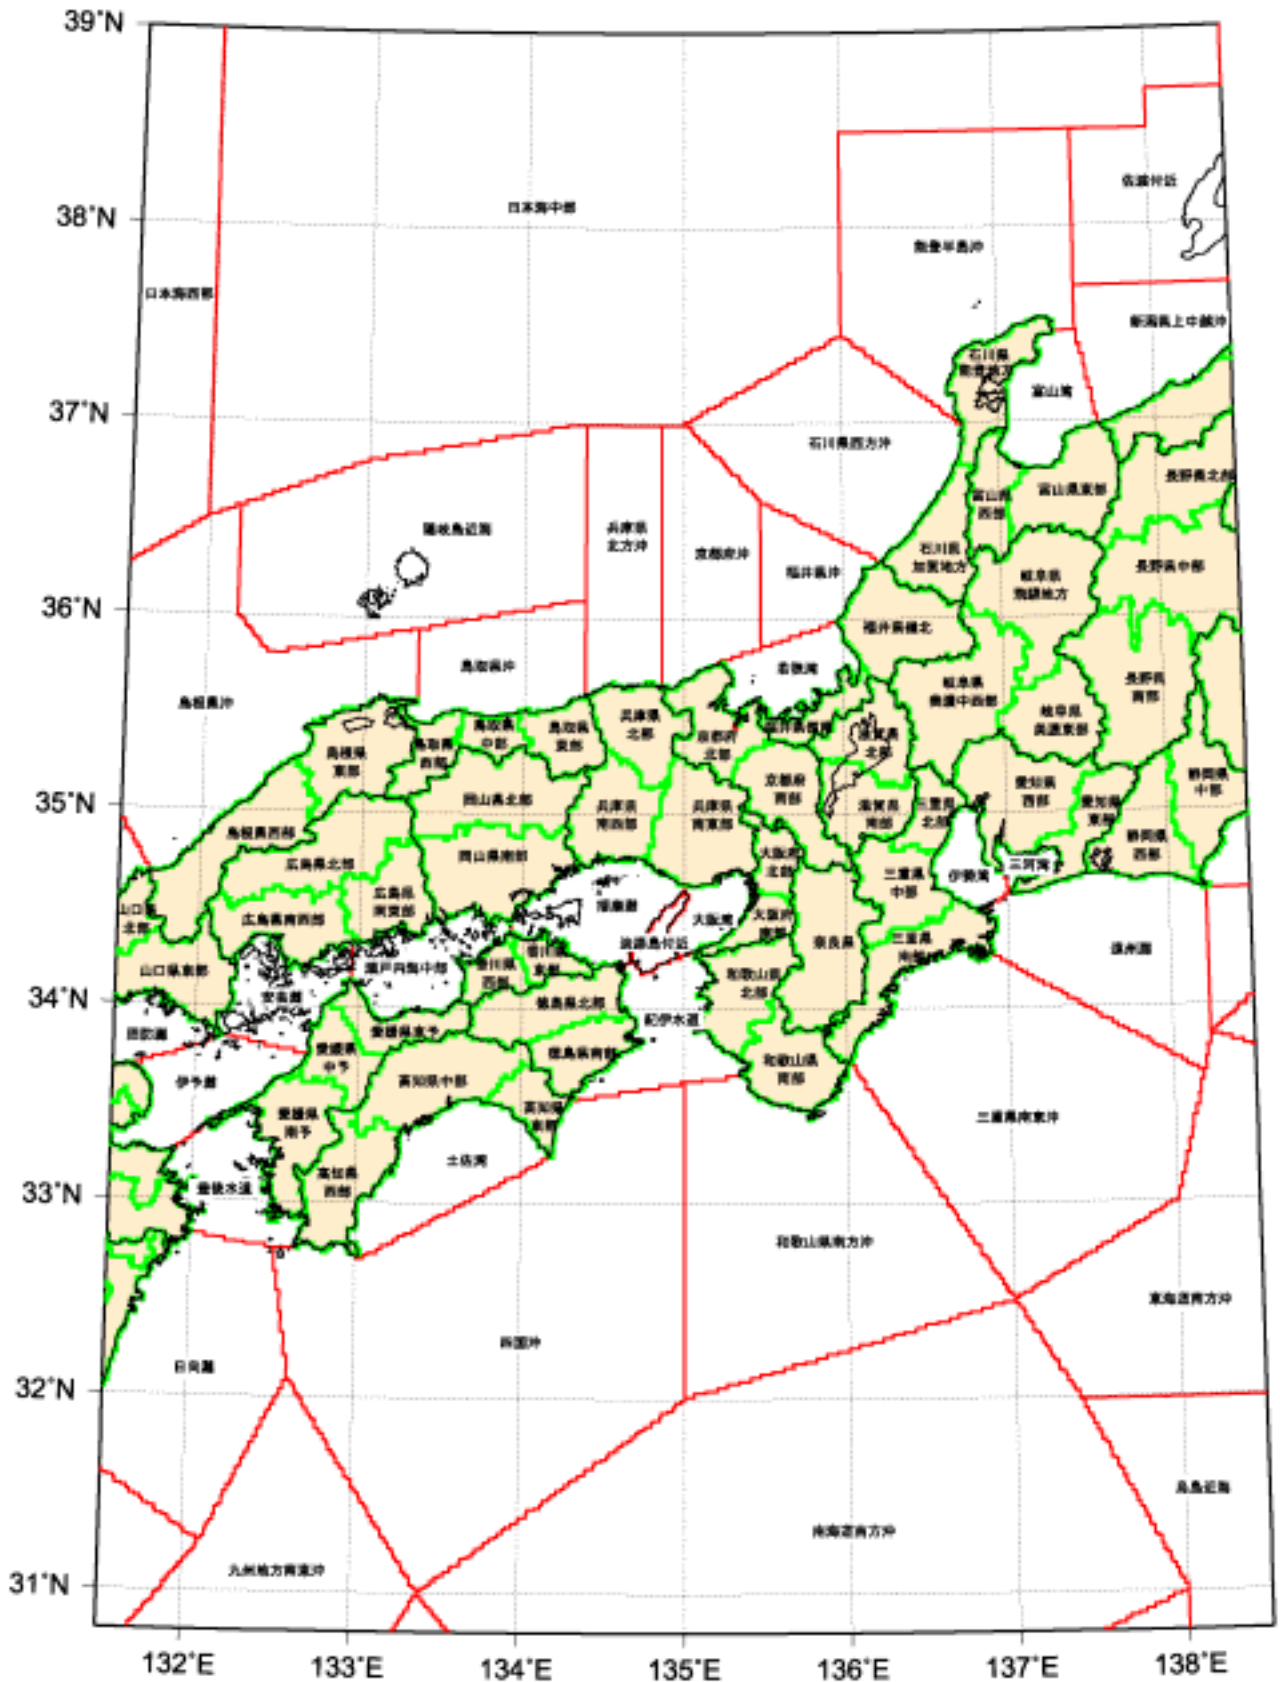 39°N
38°N
37°N
36°N
35°N
34°N
33°N
32°N
31°N
132°E
133°E
134°E
135°E
136°E
137°E
138°E
日本海中部
佐渡付近
能登半島沖
日本海西部
新潟県上中越沖
石川県
能登地方
富山湾
石川県西方沖
長野県北部
富山県東部
富山県
西部
隠岐島近海
兵庫県
北方沖
京都府沖
福井県沖
石川県
加賀地方
長野県中部
岐阜県
飛騨地方
福井県嶺北
鳥取県沖
若狭湾
岐阜県
美濃中西部
長野県
南部
島根県沖
兵庫県
北部
鳥取県
中部
鳥取県
東部
鳥取県
西部
島根県
東部
京都府
北部
福井県嶺南
滋賀県
北部
岐阜県
美濃東部
岡山県北部
兵庫県
南西部
兵庫県
南東部
京都府
南部
滋賀県
南部
三重県
北部
愛知県
西部
愛知県
東部
静岡県
中部
静岡県
西部
島根県西部
広島県北部
岡山県南部
大阪府
北部
三重県
中部
伊勢湾
三河湾
山口県
北部
広島県南西部
広島県
南東部
播磨灘
大阪湾
大阪府
南部
奈良県
三重県
南部
遠州灘
淡路島付近
山口県東部
瀬戸内海中部
香川県
西部
香川県
東部
和歌山県
北部
安芸灘
徳島県北部
紀伊水道
周防灘
愛媛県東予
愛媛県
中予
徳島県南部
和歌山県
南部
伊予灘
高知県中部
愛媛県
南予
高知県
東部
三重県南東沖
土佐湾
高知県
西部
豊後水道
和歌山県南方沖
東海道南方沖
四国沖
日向灘
鳥島近海
南海道南方沖
九州地方南東沖